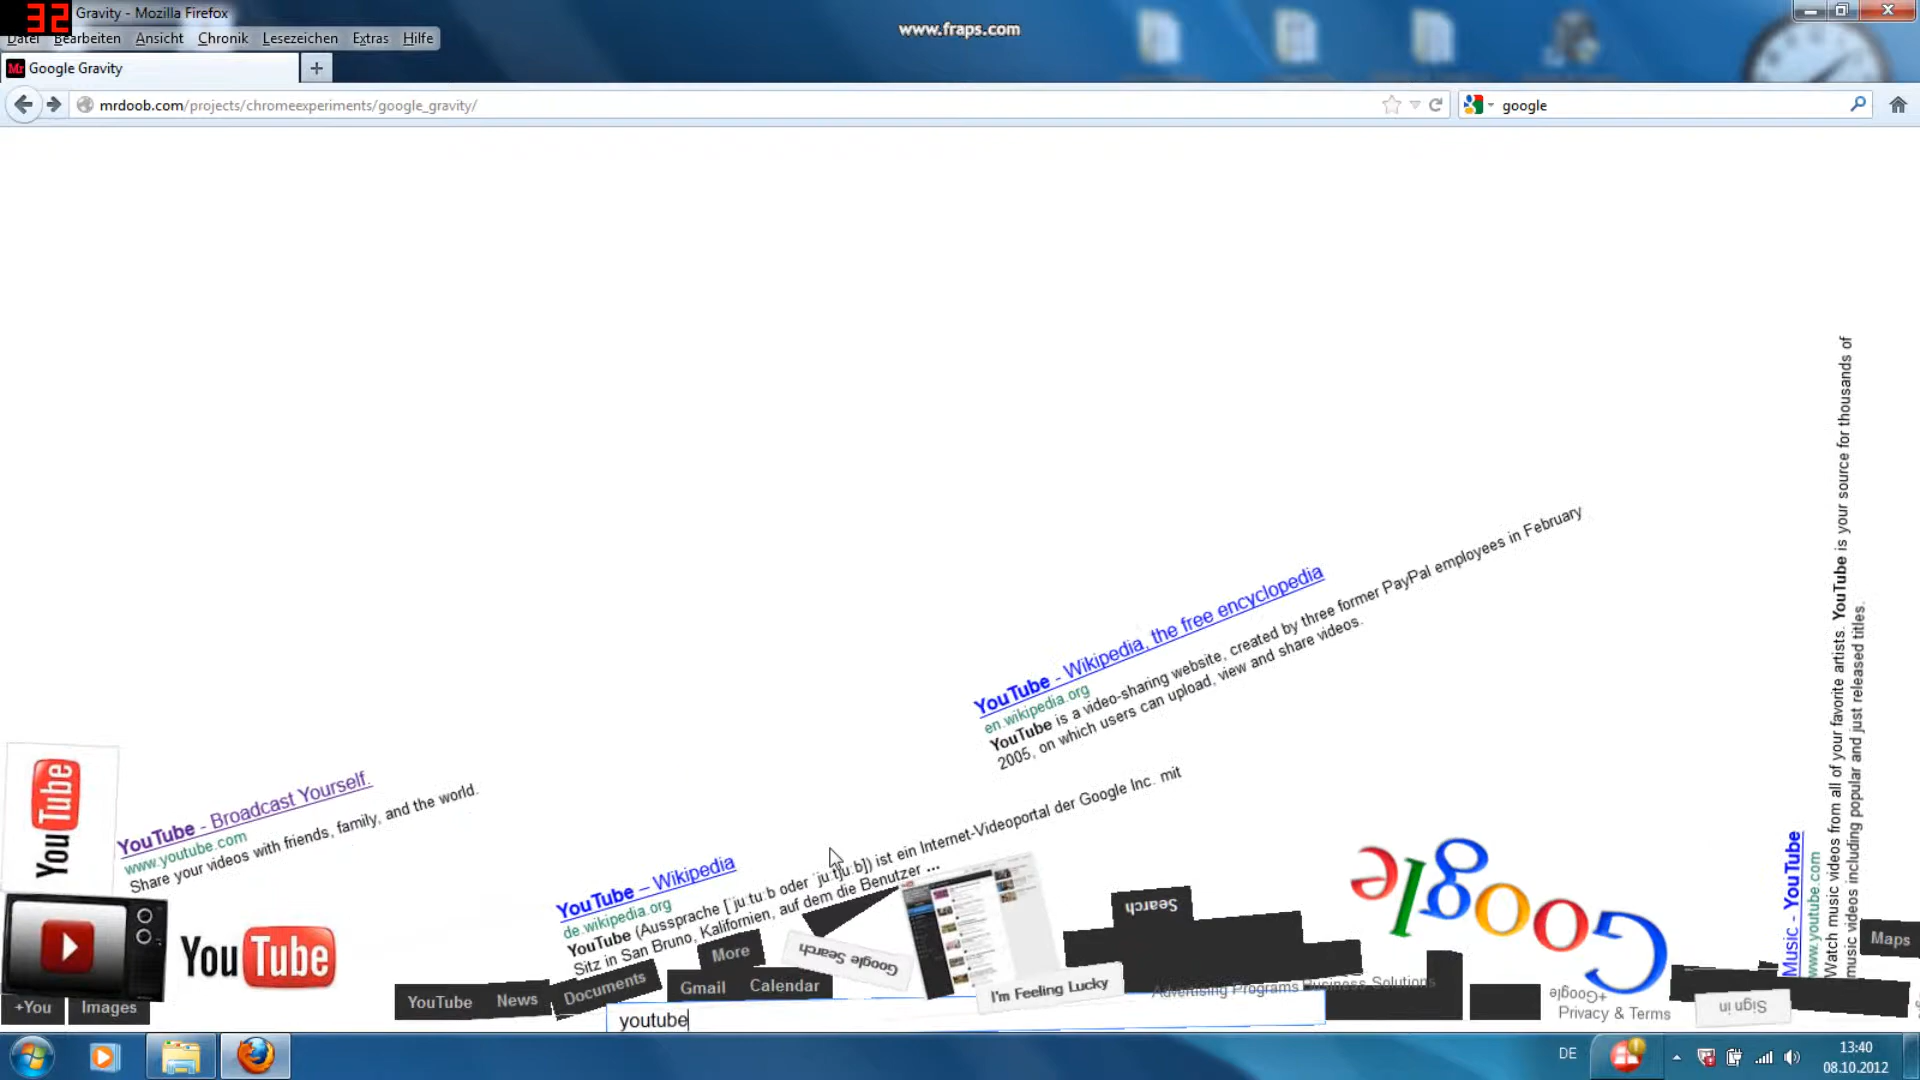 32
Gravity - Mozilla Firefox
www.fraps.com
Datei Bearbeiten Ansicht Chronik Lesezeichen Extras Hilfe
Mr Google Gravity
mrdoob.com/projects/chromeexperiments/google_gravity/
google
YouTube - Wikipedia, the free encyclopedia
en.wikipedia.org
YouTube is a video-sharing website, created by three former PayPal employees in February
2005, on which users can upload, view and share videos.
Music - YouTube
www.youtube.com
Watch music videos from all of your favorite artists. YouTube is your source for thousands of
music videos including popular and just released titles.
YouTube
YouTube - Broadcast Yourself.
www.youtube.com
Share your videos with friends, family, and the world.
YouTube – Wikipedia
de.wikipedia.org
YouTube (Aussprache [ˈjuːtuːb oder ˈjuːtjuːb]) ist ein Internet-Videoportal der Google Inc. mit
Sitz in San Bruno, Kalifornien, auf dem die Benutzer ...
YouTube
Google
Search
More
Google Search
Maps
+You
Images
YouTube
News
Documents
Gmail
Calendar
I'm Feeling Lucky
Advertising Programs Business Solutions
+Google
Privacy & Terms
Sign in
youtube
DE
13:40
08.10.2012